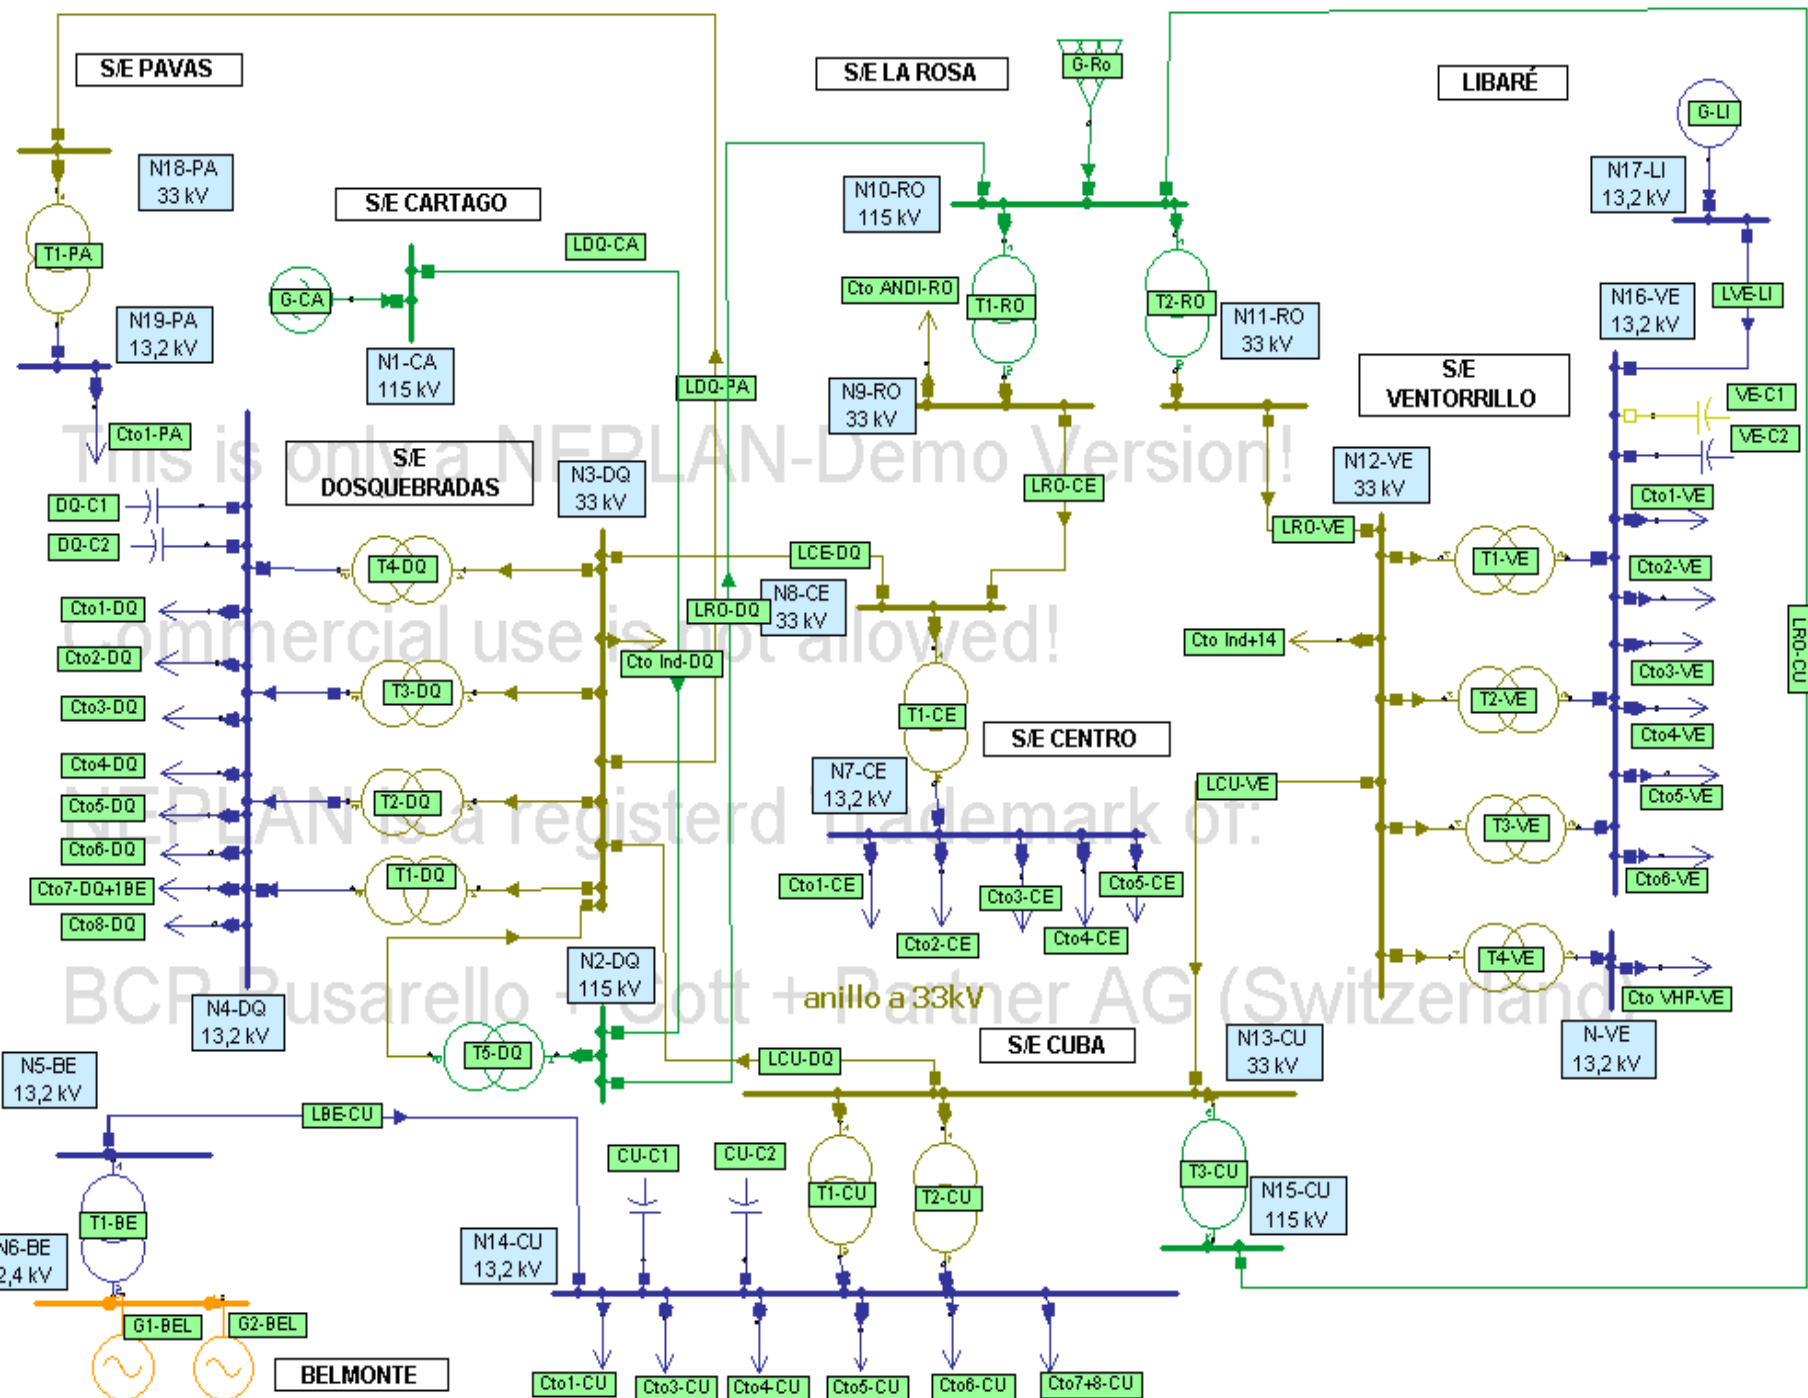 S/E PAVAS
S/E LA ROSA
G-Ro
LIBARÉ
G-LI
N18-PA
33 kV
S/E CARTAGO
N10-RO
115 kV
N17-LI
13,2 kV
T1-PA
LDQ-CA
G-CA
Cto ANDI-RO
T1-RO
T2-RO
N16-VE
13,2 kV
LVE-LI
N19-PA
13,2 kV
N11-RO
33 kV
N1-CA
115 kV
LDQ-PA
N9-RO
33 kV
S/E
VENTORRILLO
VE-C1
VE-C2
Cto1-PA
This is only a NEPLAN-Demo Version!
S/E
DOSQUEBRADAS
N3-DQ
33 kV
LRO-CE
N12-VE
33 kV
DQ-C1
DQ-C2
Cto1-VE
LRO-VE
LCE-DQ
T4-DQ
T1-VE
Cto2-VE
N8-CE
33 kV
LRO-DQ
Cto1-DQ
Commercial use is not allowed!
Cto Ind+14
LRO-CU
Cto2-DQ
Cto Ind-DQ
Cto3-VE
T3-DQ
Cto3-DQ
T1-CE
T2-VE
S/E CENTRO
Cto4-VE
Cto4-DQ
N7-CE
13,2 kV
LCU-VE
T2-DQ
Cto5-DQ
Cto5-VE
NEPLAN is a registerd Trademark of:
T3-VE
Cto6-DQ
T1-DQ
Cto7-DQ+1BE
Cto1-CE
Cto3-CE
Cto5-CE
Cto6-VE
Cto8-DQ
Cto2-CE
Cto4-CE
T4-VE
N2-DQ
115 kV
BCP Busarello + Cott + Partner AG (Switzerland)
anillo a 33kV
Cto VHP-VE
N4-DQ
13,2 kV
S/E CUBA
N13-CU
33 kV
N-VE
13,2 kV
T5-DQ
LCU-DQ
N5-BE
13,2 kV
LBE-CU
CU-C1
CU-C2
T1-CU
T2-CU
T3-CU
N15-CU
115 kV
T1-BE
N6-BE
2,4 kV
N14-CU
13,2 kV
G1-BEL
G2-BEL
BELMONTE
Cto1-CU
Cto3-CU
Cto4-CU
Cto5-CU
Cto6-CU
Cto7+8-CU